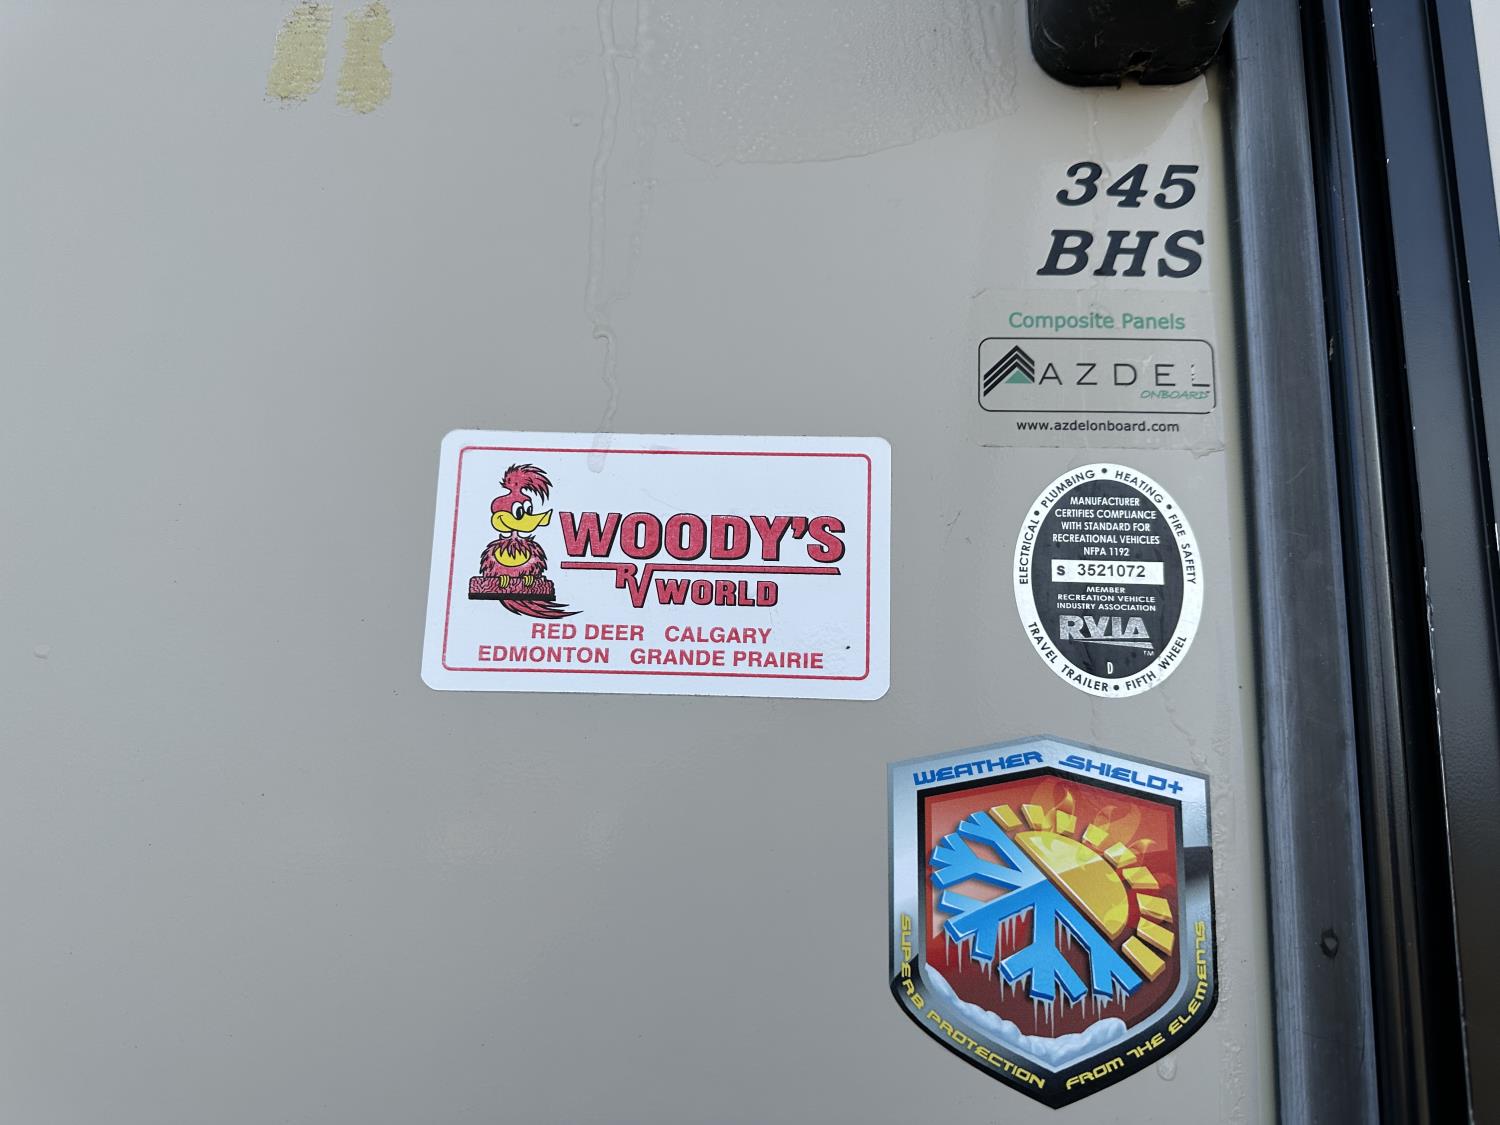 345
BHS
Composite Panels
AZDEL
ONBOARD
www.azdelonboard.com
WOODY'S
RV WORLD
RED DEER CALGARY
EDMONTON GRANDE PRAIRIE
ELECTRICAL • PLUMBING • HEATING • FIRE SAFETY
MANUFACTURER
CERTIFIES COMPLIANCE
WITH STANDARD FOR
RECREATIONAL VEHICLES
NFPA 1192
S 3521072
MEMBER
RECREATION VEHICLE
INDUSTRY ASSOCIATION
RVIA
TM
D
TRAVEL TRAILER • FIFTH WHEEL
WEATHER SHIELD+
SUPERB PROTECTION FROM THE ELEMENTS